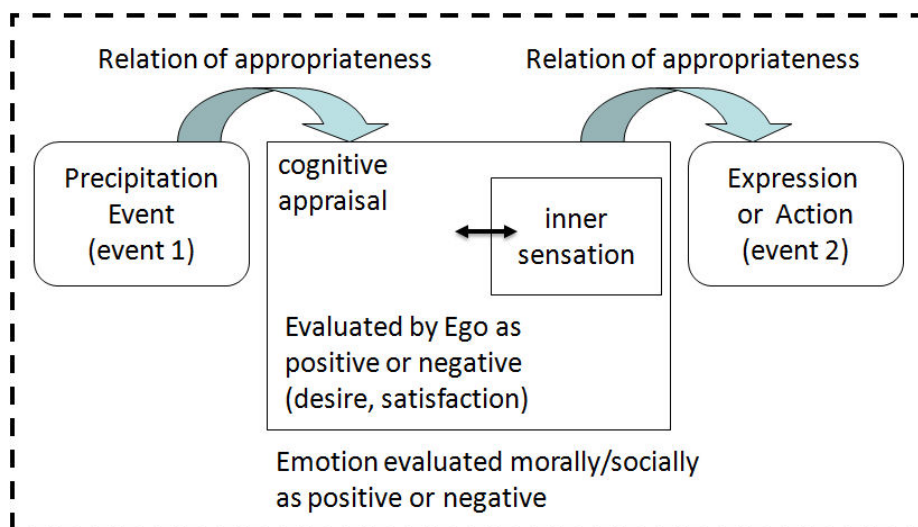 Relation of appropriateness
Relation of appropriateness
Precipitation
Event
(event 1)
cognitive
appraisal
inner
sensation
Evaluated by Ego as
positive or negative
(desire, satisfaction)
Expression
or Action
(event 2)
Emotion evaluated morally/socially
as positive or negative